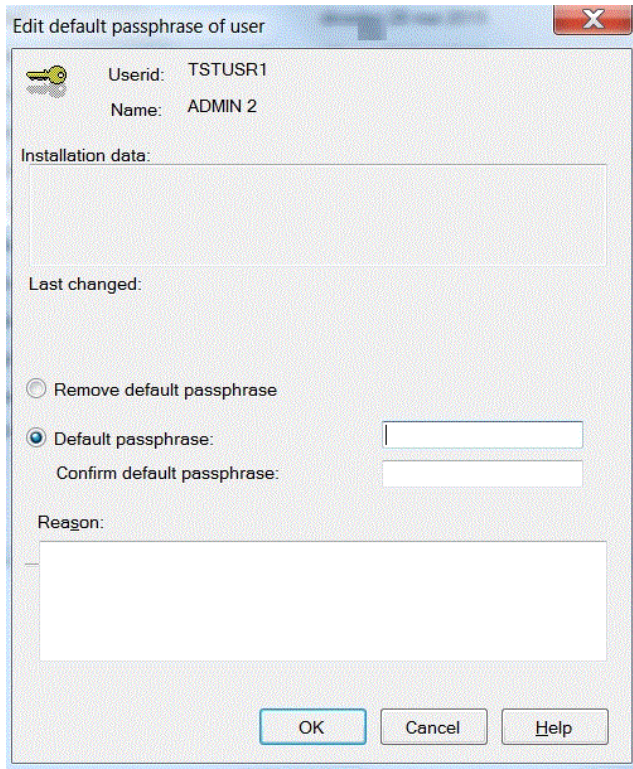 Edit default passphrase of user
Userid: TSTUSR1
Name: ADMIN 2
Installation data:
Last changed:
Remove default passphrase
Default passphrase:
Confirm default passphrase:
Reason:
OK Cancel Help